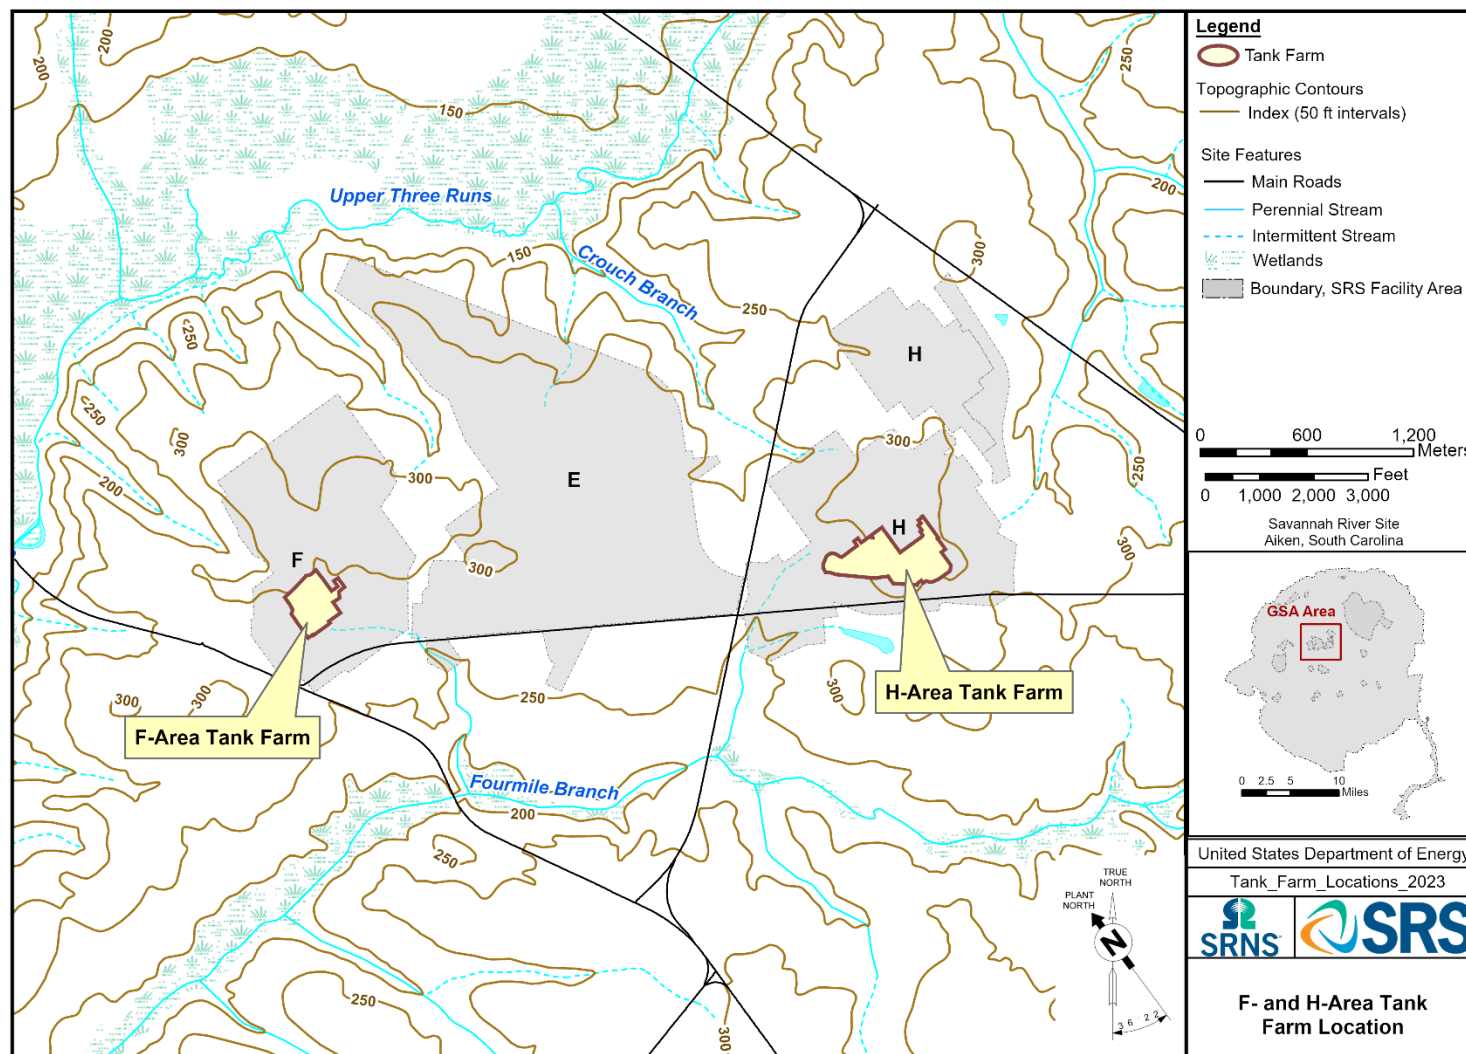 200
200
150
250
200
Upper Three Runs
150
Crouch Branch
300
250
<250
<250
300
200
300
300
250
300
H
E
F
H
300
300
300
300
250
300
H-Area Tank Farm
F-Area Tank Farm
Fourmile Branch
200
250
250
300
TRUE
NORTH
PLANT
NORTH
N
36°22'
Legend
Tank Farm
Topographic Contours
Index (50 ft intervals)
Site Features
Main Roads
Perennial Stream
Intermittent Stream
Wetlands
Boundary, SRS Facility Area
0 600 1,200
Meters
Feet
0 1,000 2,000 3,000
Savannah River Site
Aiken, South Carolina
GSA Area
0 2.5 5 10
Miles
United States Department of Energy
Tank_Farm_Locations_2023
SRNS
SRS
F- and H-Area Tank
Farm Location